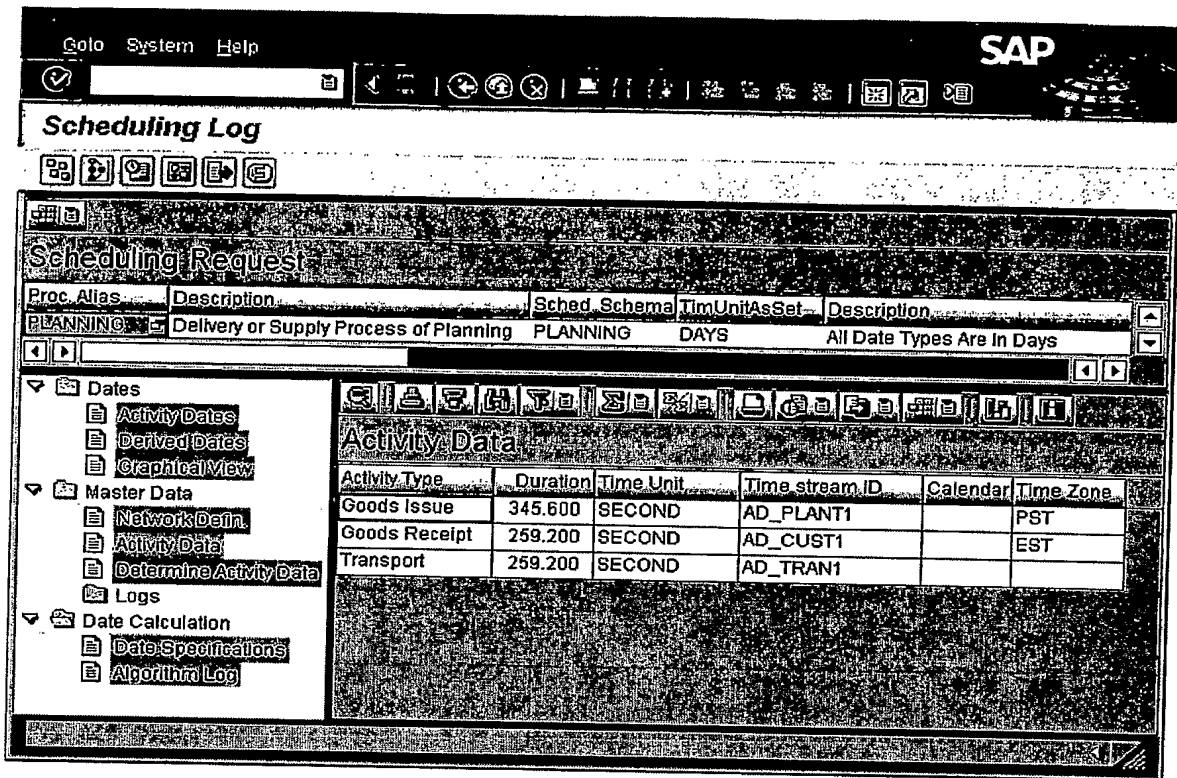 Goto System Help
SAP
Scheduling Log
Scheduling Request
Proc. Alias Description Sched. Schema TimUnitAsSet Description
PLANNING Delivery or Supply Process of Planning PLANNING DAYS All Date Types Are In Days
Dates
Activity Dates
Derived Dates
Graphical View
Master Data
Network Defin.
Activity Data
Determine Activity Data
Logs
Date Calculation
Date Specifications
Algorithm Log
Activity Data
Activity Type Duration Time Unit Time stream ID Calendar Time Zone
Goods Issue 345.600 SECOND AD_PLANT1 PST
Goods Receipt 259.200 SECOND AD_CUST1 EST
Transport 259.200 SECOND AD_TRAN1